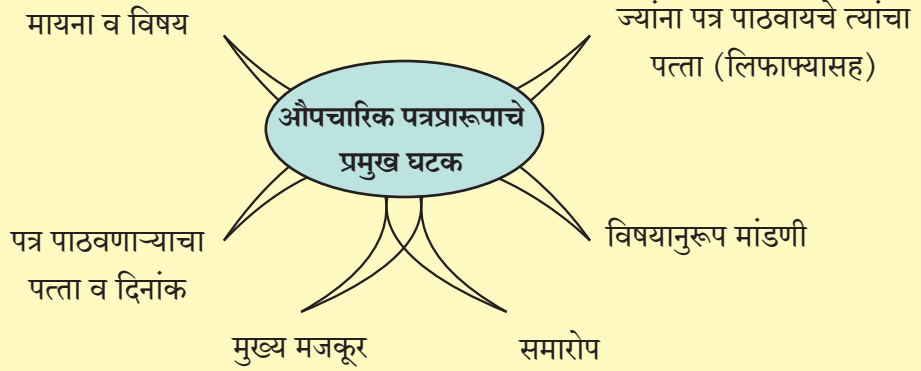 मायना व विषय
ज्यांना पत्र पाठवायचे त्यांचा
पत्ता (लिफाफ्यासह)
औपचारिक पत्रप्रारूपाचे
प्रमुख घटक
पत्र पाठवणाऱ्याचा
पत्ता व दिनांक
विषयानुरूप मांडणी
मुख्य मजकूर
समारोप